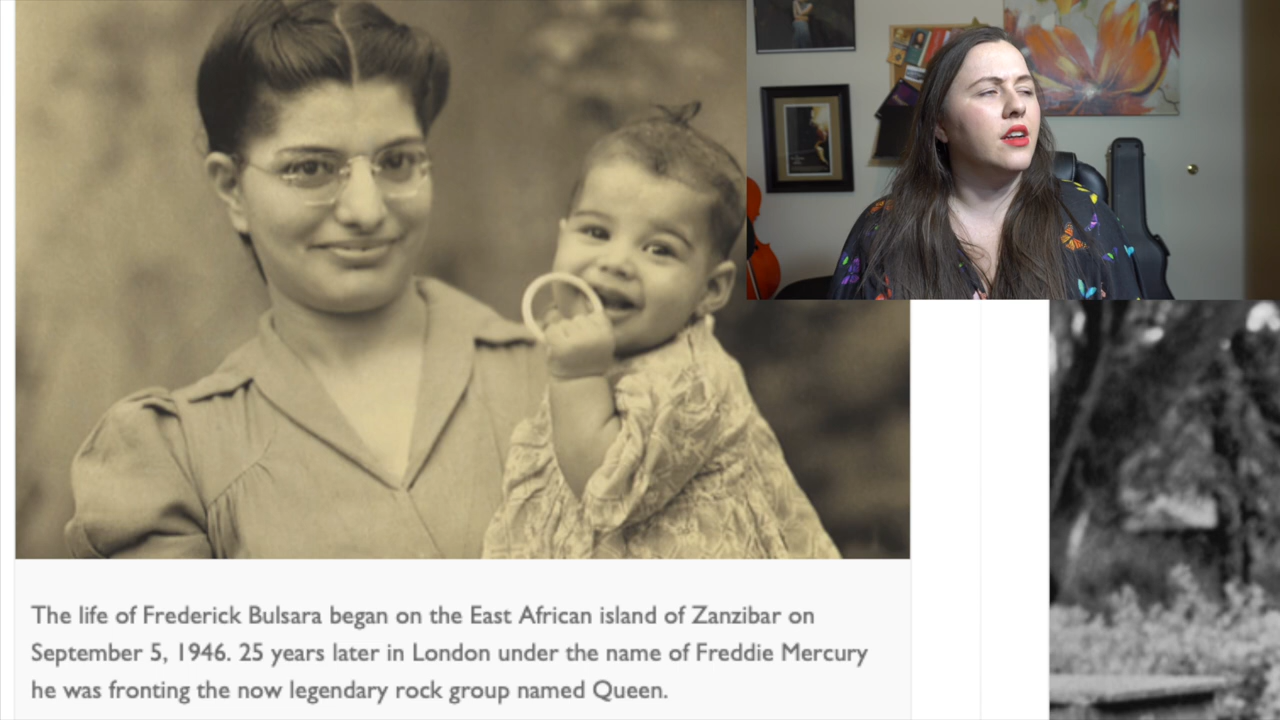 The life of Frederick Bulsara began on the East African island of Zanzibar on
September 5, 1946. 25 years later in London under the name of Freddie Mercury
he was fronting the now legendary rock group named Queen.